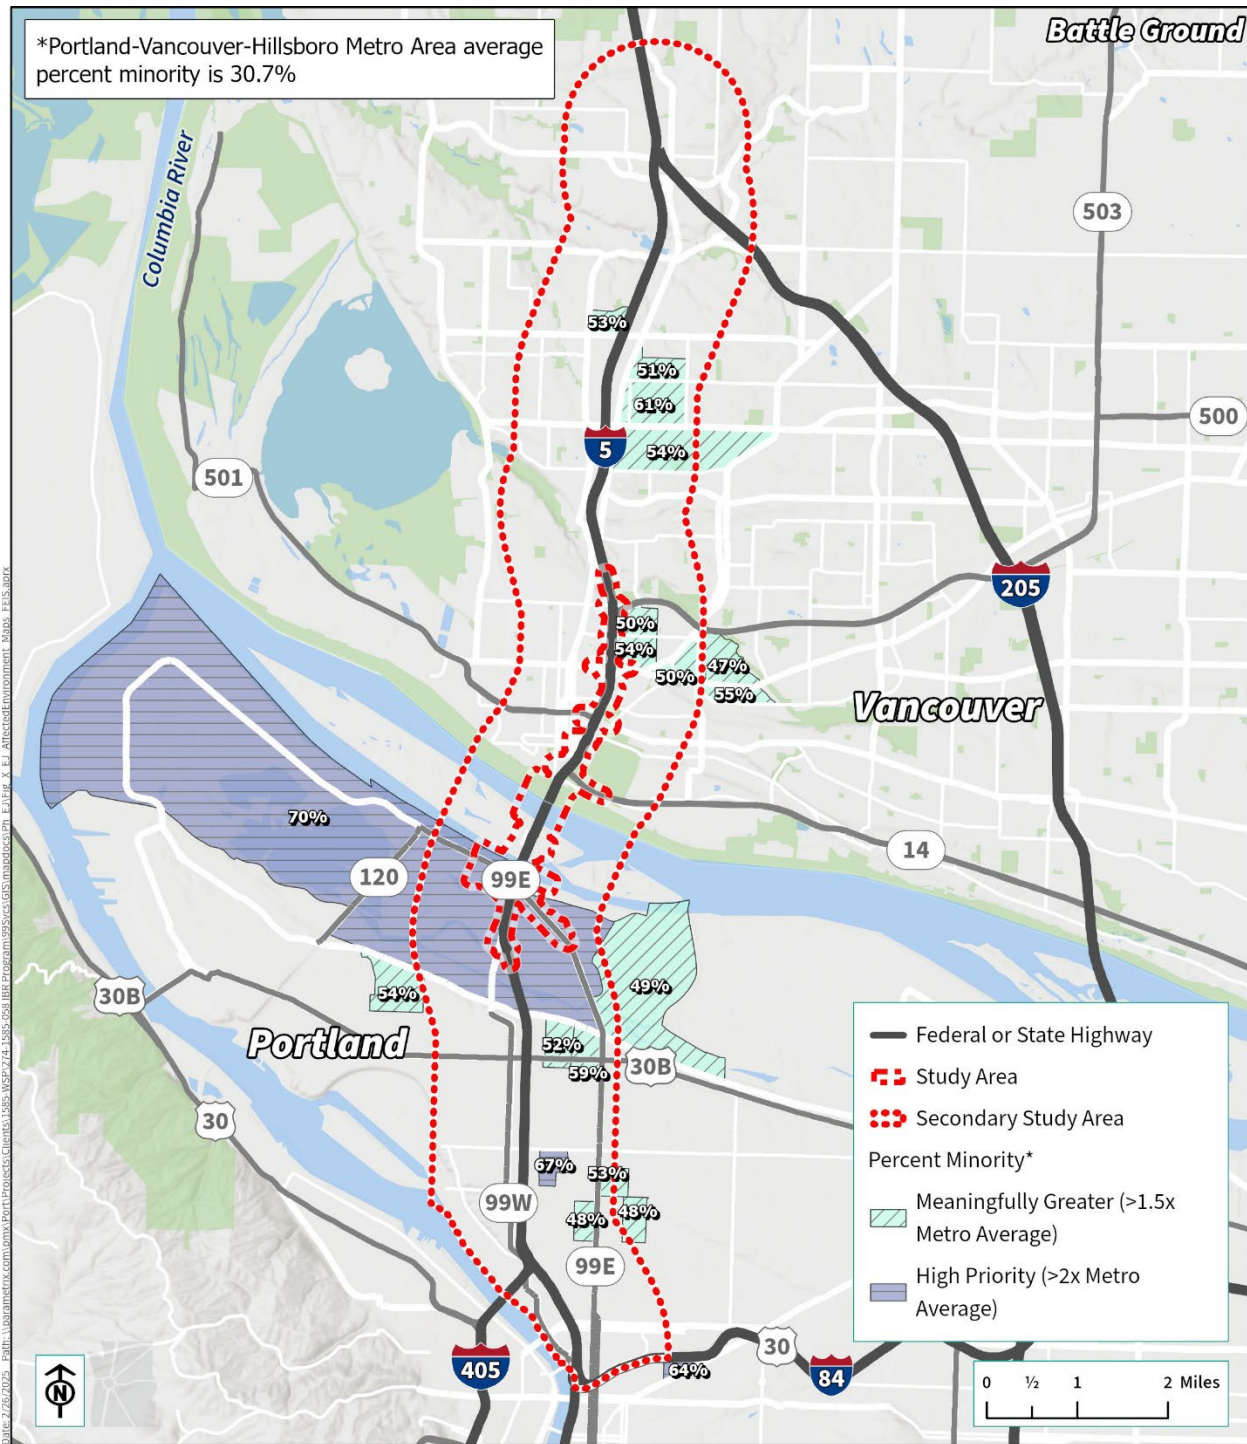 *Portland-Vancouver-Hillsboro Metro Area average
percent minority is 30.7%
Battle Ground
Columbia River
503
53%
51%
61%
500
5
54%
501
205
50%
54%
47%
50%
55%
Vancouver
70%
14
120
99E
49%
54%
30B
Portland
52%
30B
59%
30
67%
53%
99W
48%
48%
99E
30
405
64%
84
Federal or State Highway
Study Area
Secondary Study Area
Percent Minority*
Meaningfully Greater (>1.5x
Metro Average)
High Priority (>2x Metro
Average)
N
0 ½ 1 2 Miles